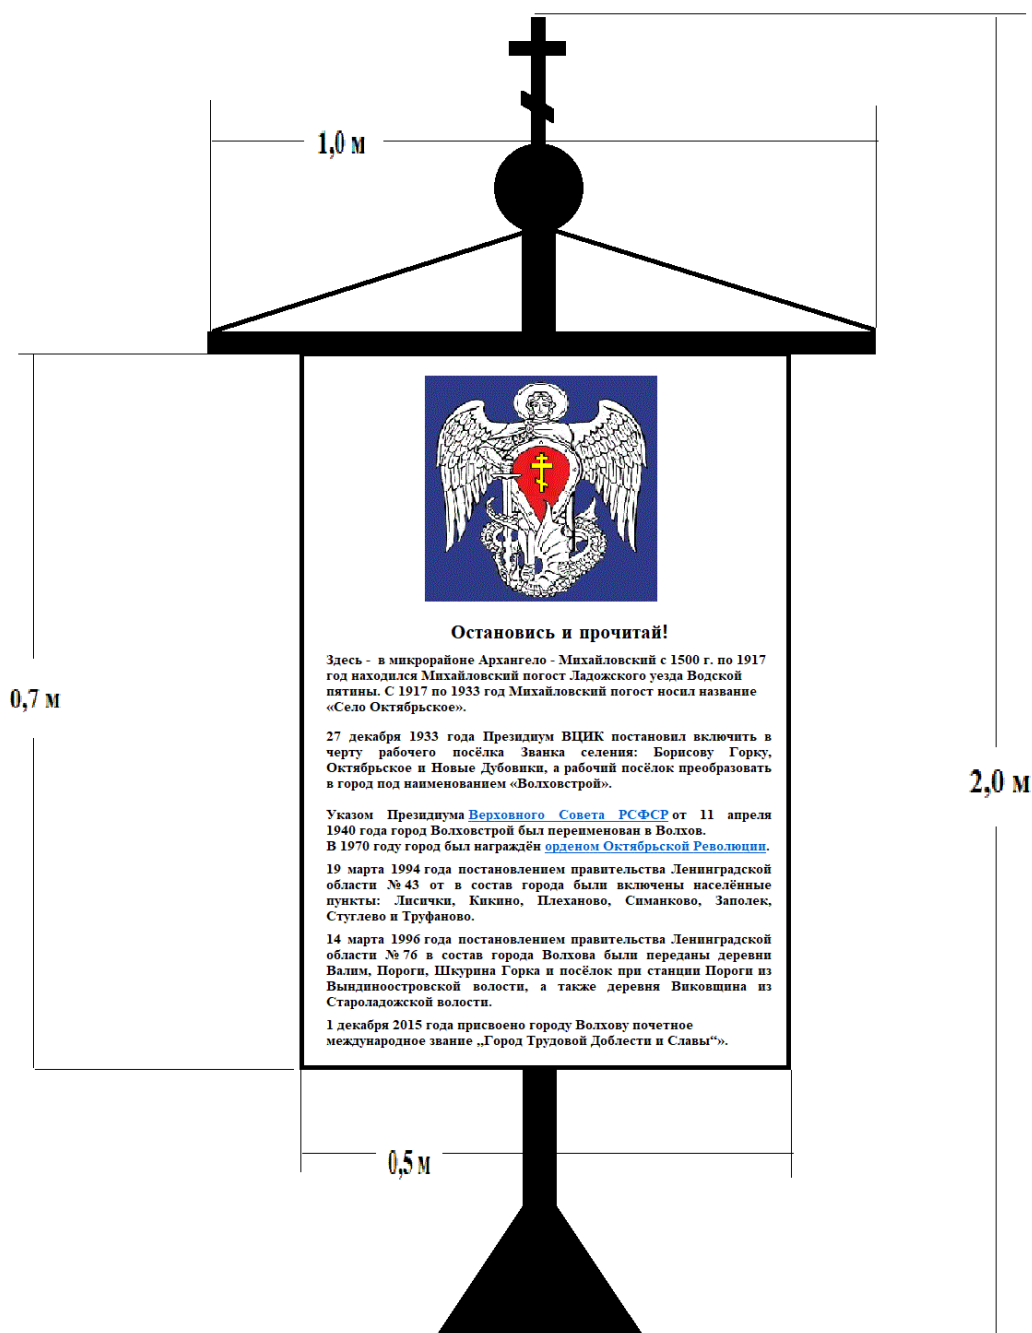 1,0 м
Остановись и прочитай!
Здесь - в микрорайоне Архангело - Михайловский с 1500 г. по 1917
год находился Михайловский погост Ладожского уезда Водской
пятины. С 1917 по 1933 год Михайловский погост носил название
«Село Октябрьское».
27 декабря 1933 года Президиум ВЦИК постановил включить в
черту рабочего посёлка Званка селения: Борисову Горку,
Октябрьское и Новые Дубовики, а рабочий посёлок преобразовать
в город под наименованием «Волховстрой».
Указом Президиума Верховного Совета РСФСР от 11 апреля
1940 года город Волховстрой был переименован в Волхов.
В 1970 году город был награждён орденом Октябрьской Революции.
19 марта 1994 года постановлением правительства Ленинградской
области № 43 от в состав города были включены населённые
пункты: Лисички, Кикино, Плеханово, Симанково, Заполек,
Стуглево и Труфаново.
14 марта 1996 года постановлением правительства Ленинградской
области № 76 в состав города Волхова были переданы деревни
Валим, Пороги, Шкурина Горка и посёлок при станции Пороги из
Вындиноостровской волости, а также деревня Виковщина из
Староладожской волости.
1 декабря 2015 года присвоено городу Волхову почетное
международное звание „Город Трудовой Доблести и Славы“».
0,7 м
2,0 м
0,5 м